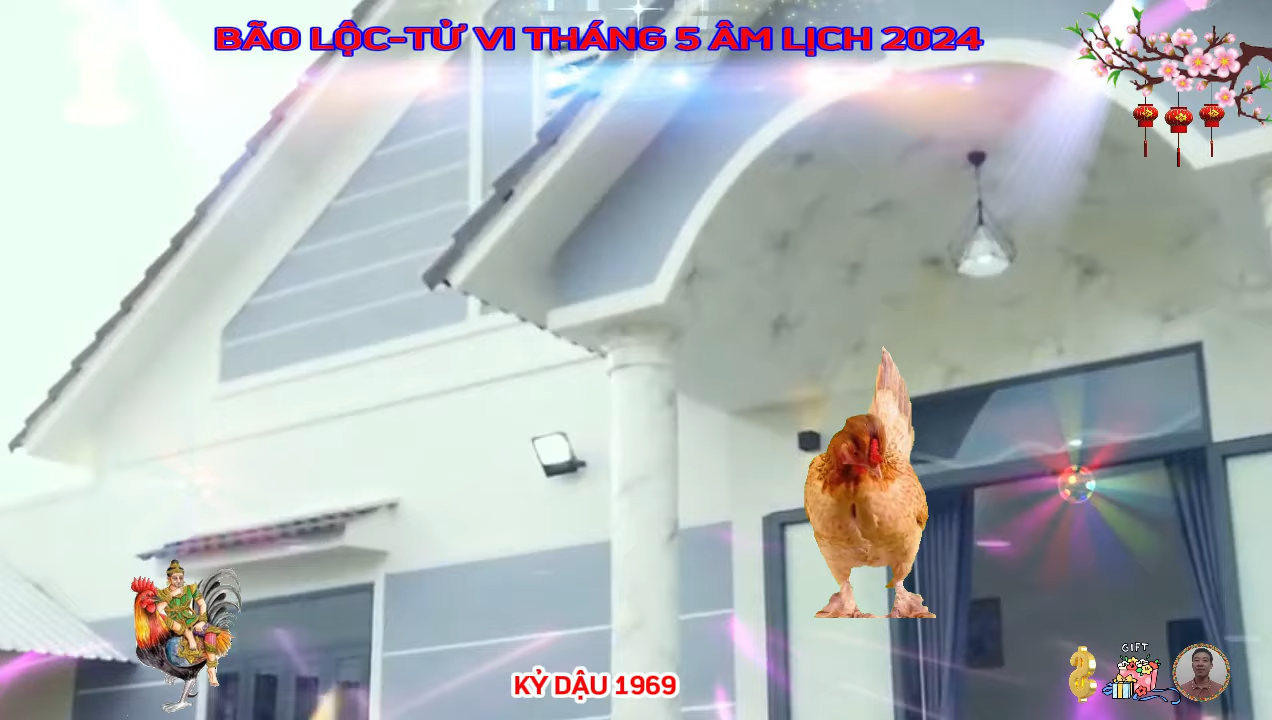 BÃO LỘC-TỬ VI THÁNG 5 ÂM LỊCH 2024
GIFT
KỶ DẬU 1969